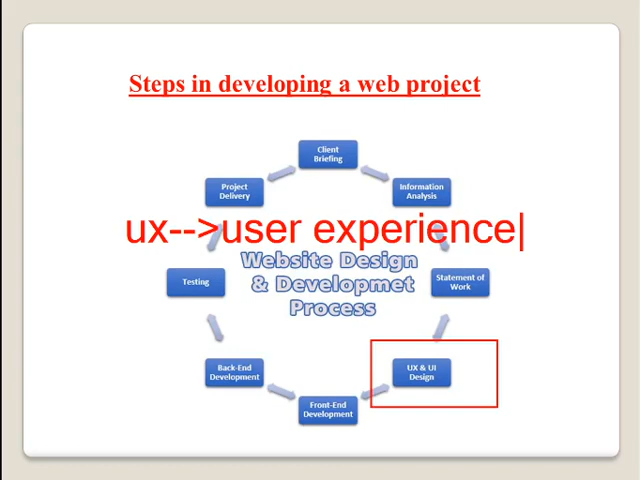 Steps in developing a web project
Client
Briefing
Project
Delivery
Information
Analysis
ux-->user experience|
Website Design
& Developmet
Process
Testing
Statement of
Work
Back-End
Development
UX & UI
Design
Front-End
Development